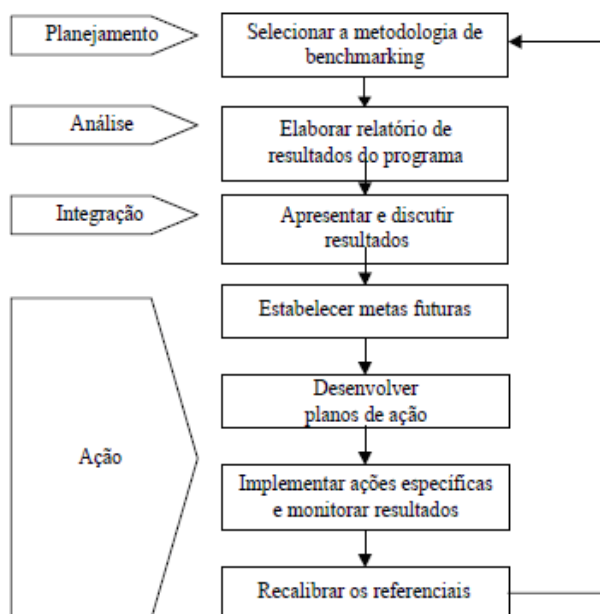 Planejamento
Selecionar a metodologia de
benchmarking
Análise
Elaborar relatório de
resultados do programa
Integração
Apresentar e discutir
resultados
Estabelecer metas futuras
Desenvolver
planos de ação
Ação
Implementar ações específicas
e monitorar resultados
Recalibrar os referenciais